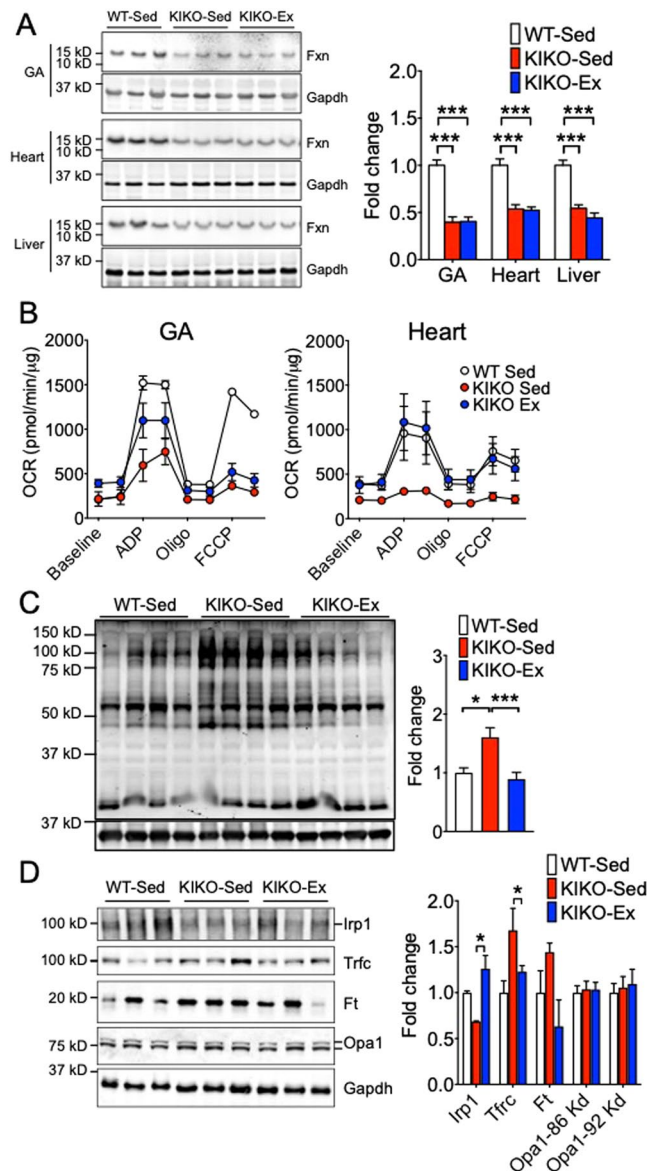 A
WT-Sed KIKO-Sed KIKO-Ex
GA
15 kD
10 kD
Fxn
37 kD
Gapdh
Heart
15 kD
10 kD
Fxn
37 kD
Gapdh
Liver
15 kD
10 kD
Fxn
37 kD
Gapdh
WT-Sed
KIKO-Sed
KIKO-Ex
Fold change
2.0
1.5
1.0
0.5
0.0
*** *** ***
*** *** ***
GA Heart Liver
B
GA
OCR (pmol/min/µg)
2000
1500
1000
500
0
Baseline
ADP
Oligo
FCCP
Heart
OCR (pmol/min/µg)
2000
1500
1000
500
0
WT Sed
KIKO Sed
KIKO Ex
Baseline
ADP
Oligo
FCCP
C
WT-Sed KIKO-Sed KIKO-Ex
150 kD
100 kD
75 kD
50 kD
37 kD
37 kD
WT-Sed
KIKO-Sed
KIKO-Ex
Fold change
3
2
1
0
* ***
D
WT-Sed KIKO-Sed KIKO-Ex
100 kD
Irp1
100 kD
Trfc
20 kD
Ft
75 kD
Opa1
37 kD
Gapdh
WT-Sed
KIKO-Sed
KIKO-Ex
Fold change
2.0
1.5
1.0
0.5
0.0
*
*
Irp1
Tfrc
Ft
Opa1-86 Kd
Opa1-92 Kd